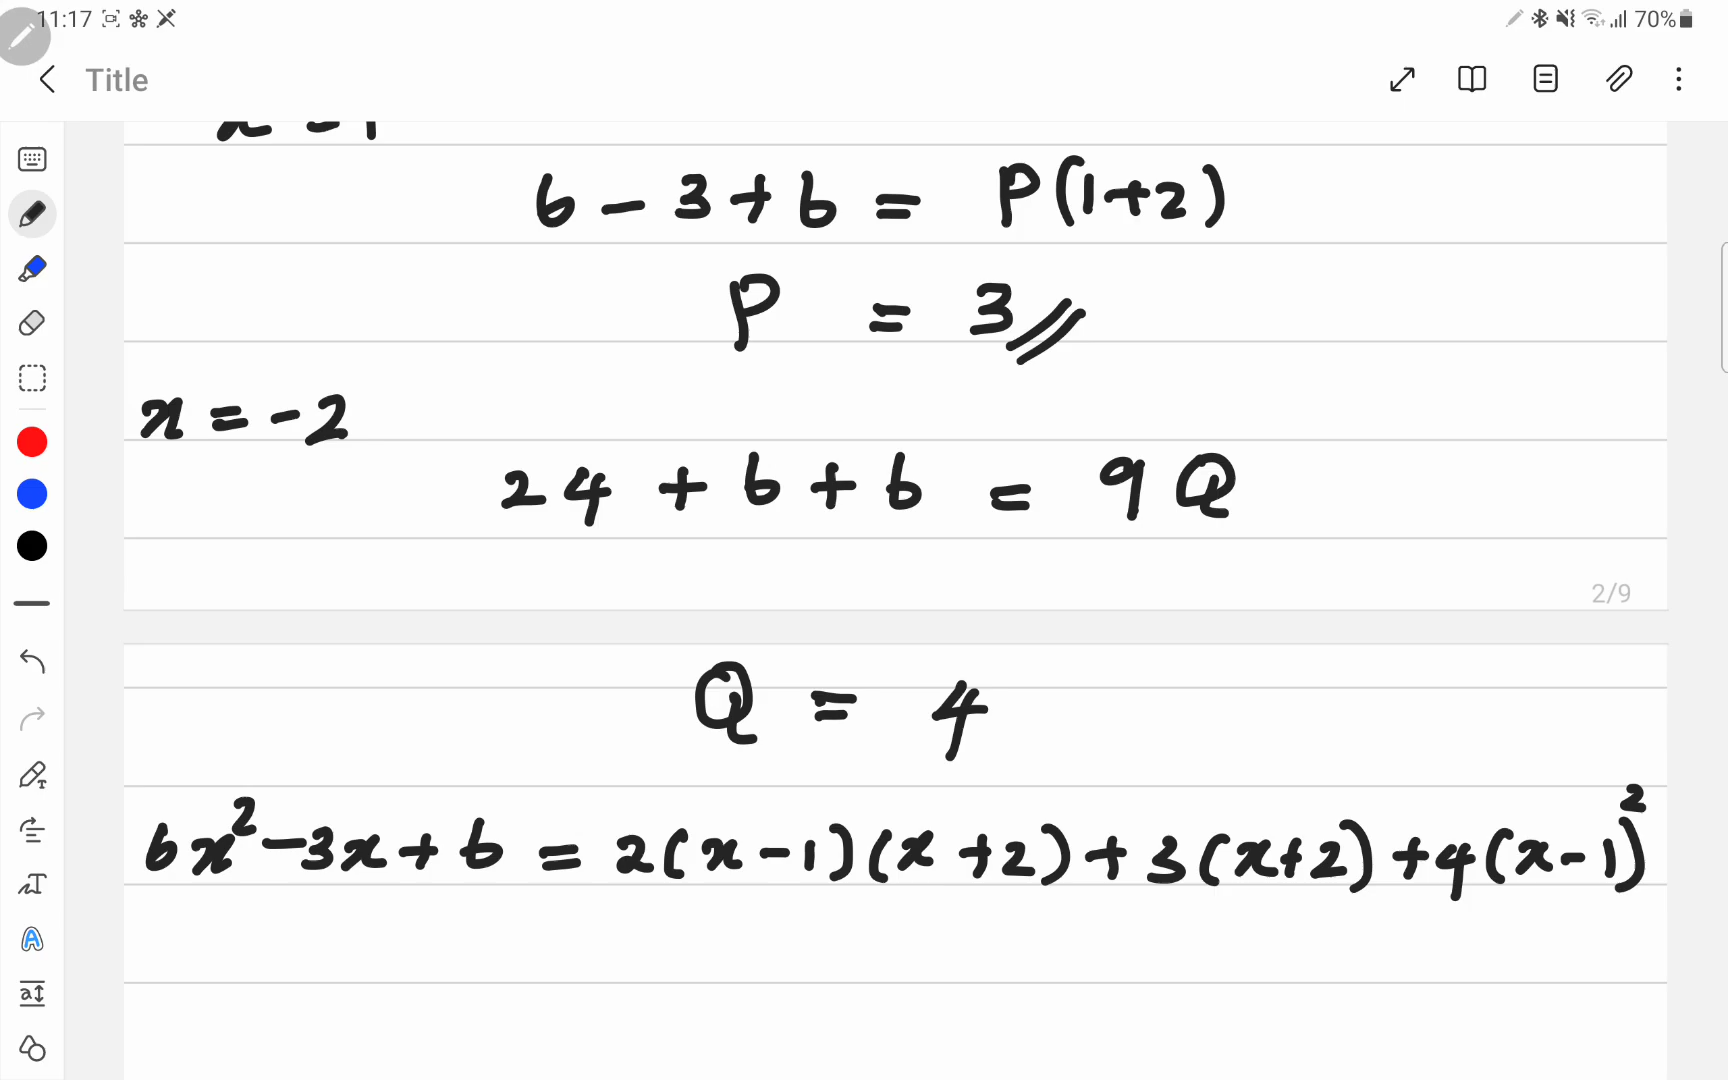 11:17 70%
Title
x = 1
6 - 3 + 6 = P(1+2)
P = 3
x = -2
24 + 6 + 6 = 9Q
2/9
Q = 4
6x² - 3x + 6 = 2(x-1)(x+2) + 3(x+2) + 4(x-1)²